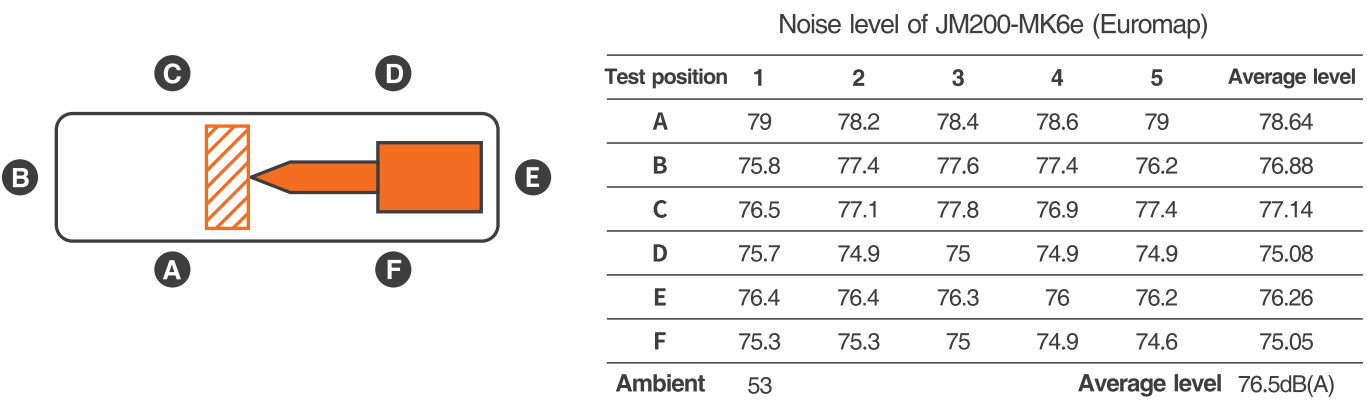 C D
B E
A F
Noise level of JM200-MK6e (Euromap)
Test position 1 2 3 4 5 Average level
A 79 78.2 78.4 78.6 79 78.64
B 75.8 77.4 77.6 77.4 76.2 76.88
C 76.5 77.1 77.8 76.9 77.4 77.14
D 75.7 74.9 75 74.9 74.9 75.08
E 76.4 76.4 76.3 76 76.2 76.26
F 75.3 75.3 75 74.9 74.6 75.05
Ambient 53 Average level 76.5dB(A)